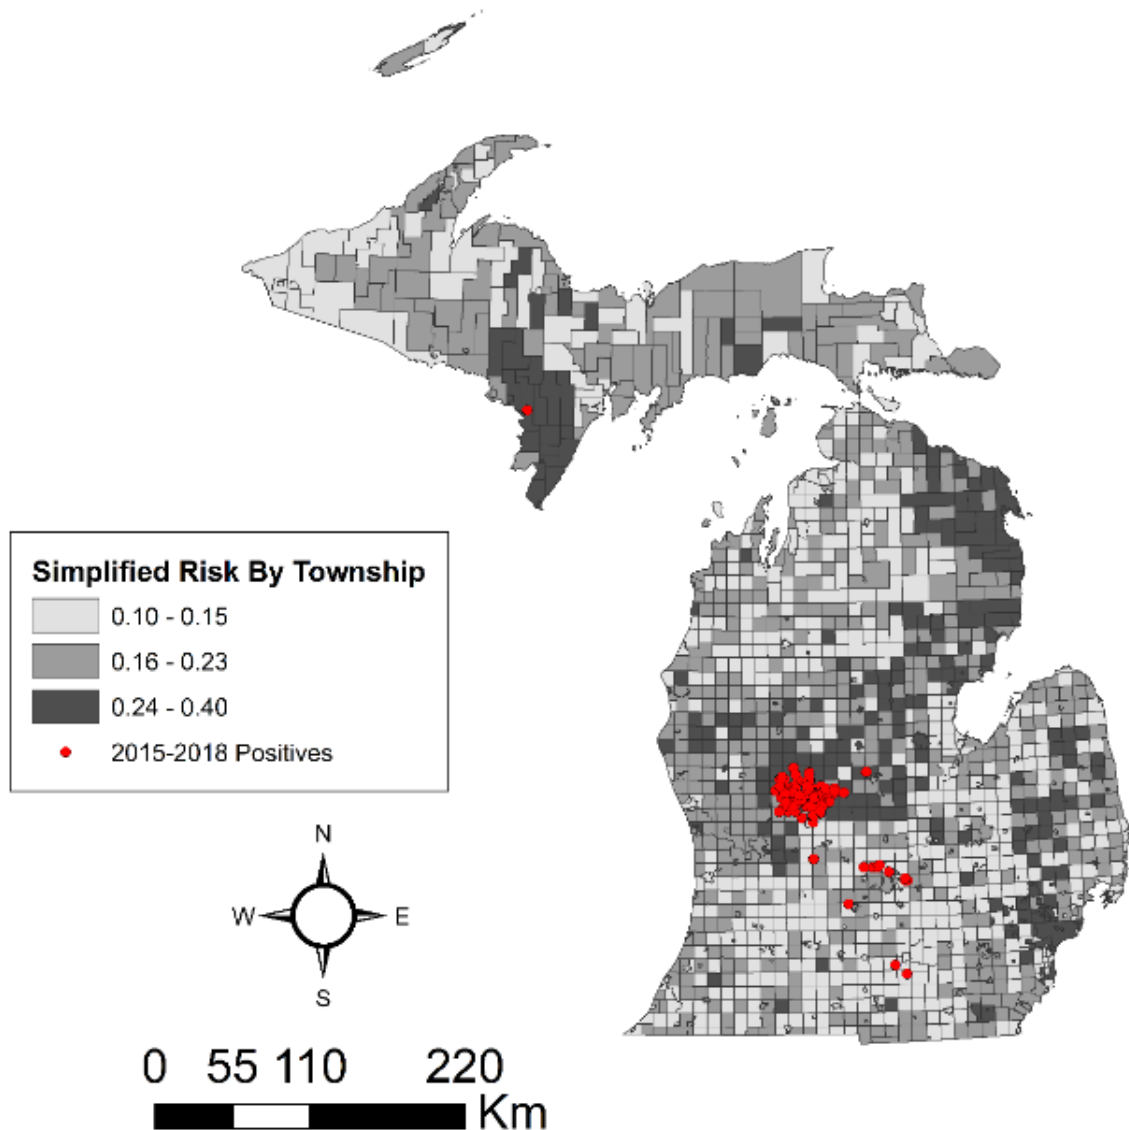 Simplified Risk By Township
0.10 - 0.15
0.16 - 0.23
0.24 - 0.40
2015-2018 Positives
N
W E
S
0 55 110 220
Km